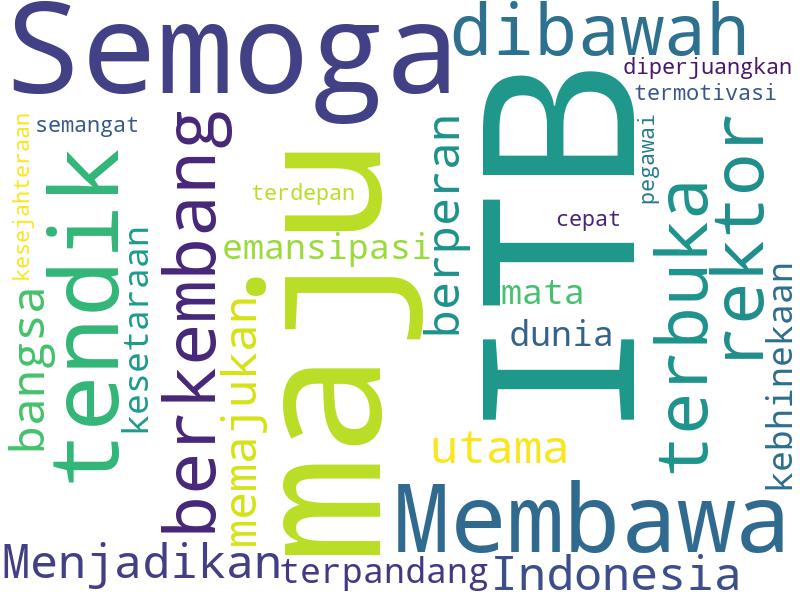 Semoga
dibawah
diperjuangkan
termotivasi
semangat
kesejahteraan
tendik
bangsa
kesetaraan
berkembang
memajukan
terdepan
emansipasi
maju
berperan
ITB
cepat
mata
dunia
pegawai
terbuka
rektor
kebhinekaan
utama
Membawa
Menjadikan
terpandang
Indonesia